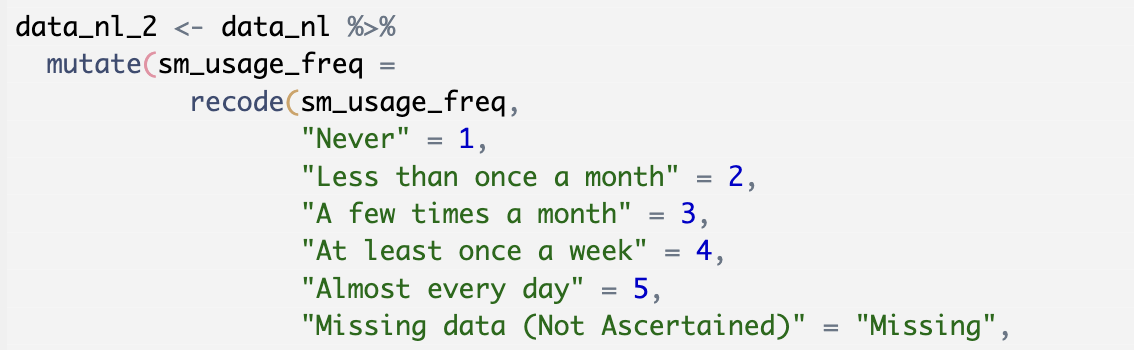 data_nl_2 <- data_nl %>%
  mutate(sm_usage_freq =
           recode(sm_usage_freq,
                  "Never" = 1,
                  "Less than once a month" = 2,
                  "A few times a month" = 3,
                  "At least once a week" = 4,
                  "Almost every day" = 5,
                  "Missing data (Not Ascertained)" = "Missing",